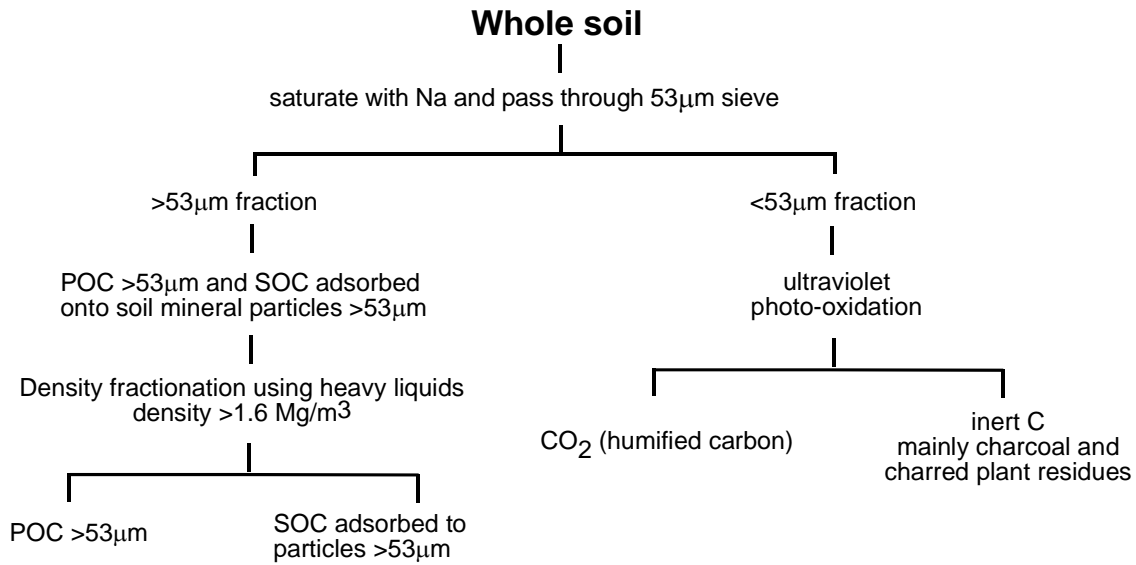 Whole soil
saturate with Na and pass through 53μm sieve
>53μm fraction
<53μm fraction
POC >53μm and SOC adsorbed
onto soil mineral particles >53μm
ultraviolet
photo-oxidation
Density fractionation using heavy liquids
density >1.6 Mg/m3
CO2 (humified carbon)
inert C
mainly charcoal and
charred plant residues
POC >53μm
SOC adsorbed to
particles >53μm